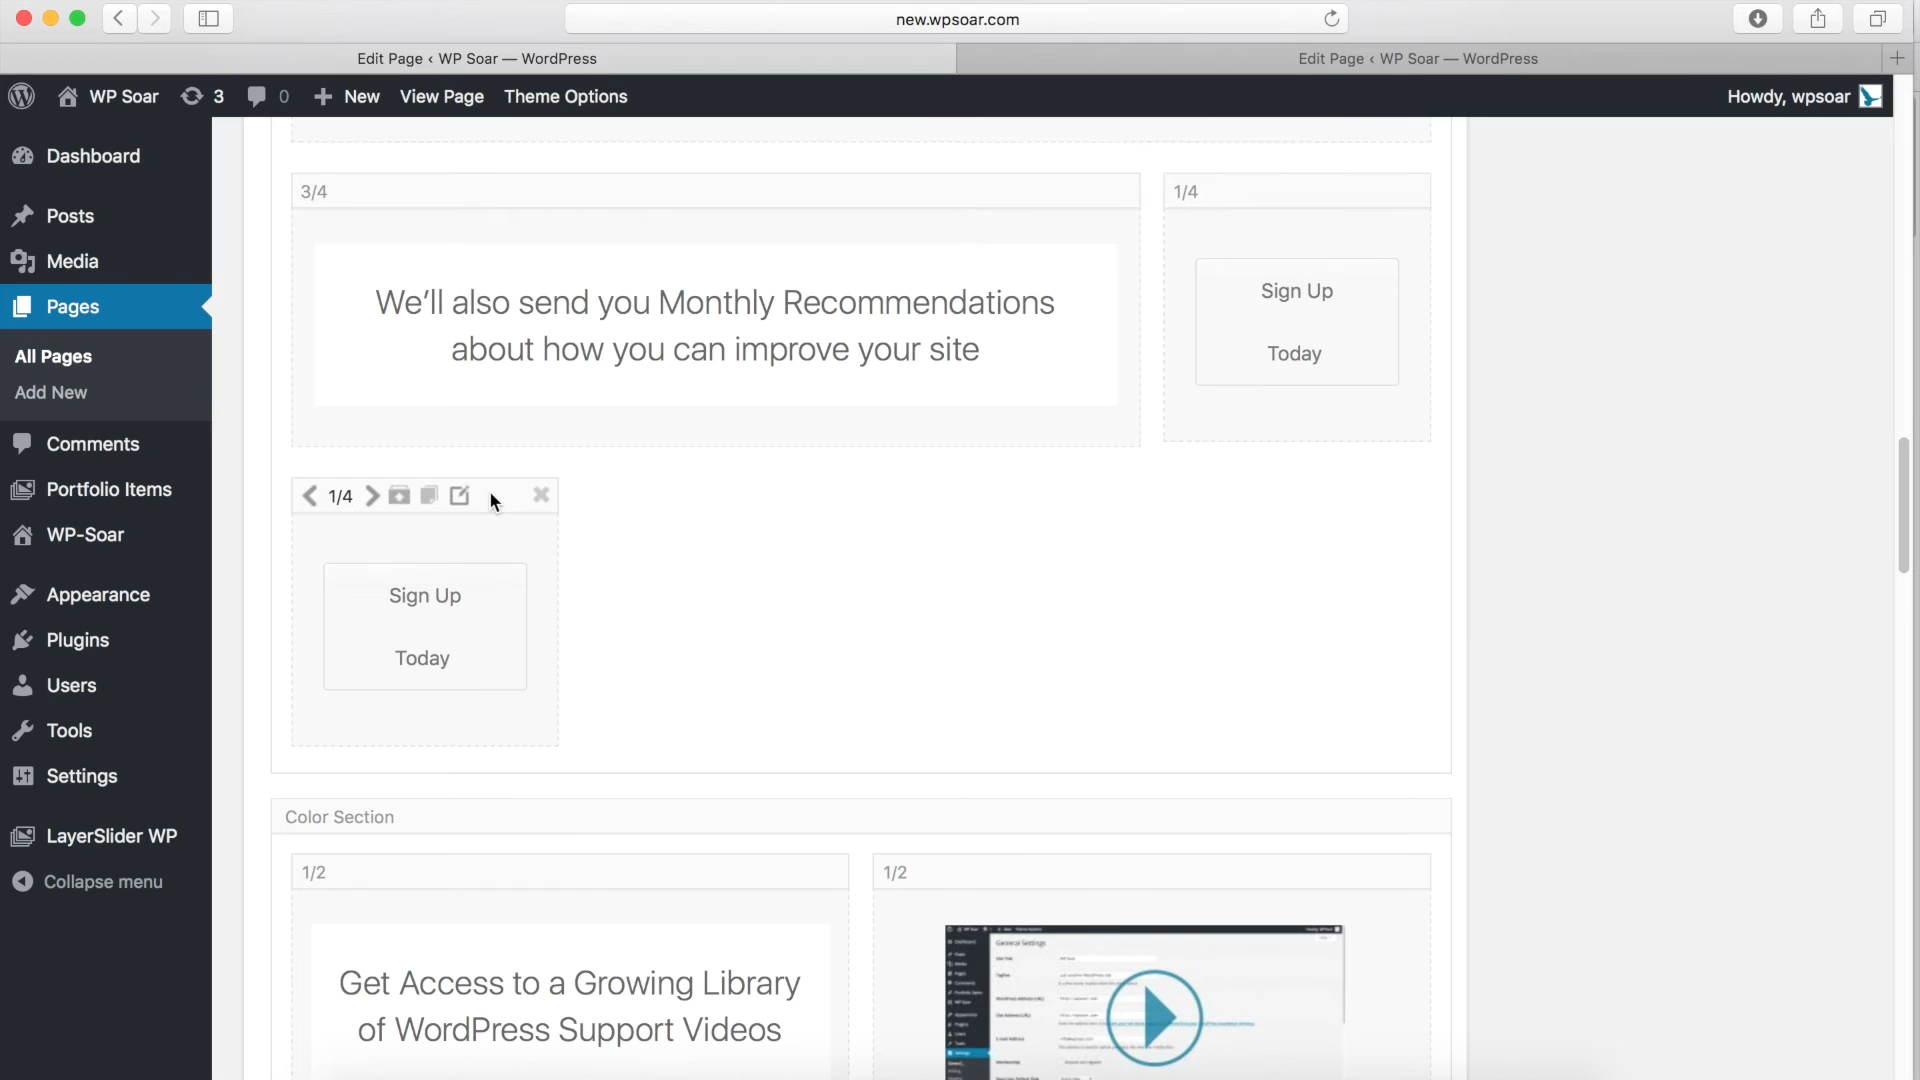 new.wpsoar.com
Edit Page ‹ WP Soar — WordPress
Edit Page ‹ WP Soar — WordPress
WP Soar 3 0 New View Page Theme Options
Howdy, wpsoar
Dashboard
Posts
Media
Pages
All Pages
Add New
Comments
Portfolio Items
WP-Soar
Appearance
Plugins
Users
Tools
Settings
LayerSlider WP
Collapse menu
3/4
We'll also send you Monthly Recommendations
about how you can improve your site
1/4
Sign Up
Today
1/4
Sign Up
Today
Color Section
1/2
Get Access to a Growing Library
of WordPress Support Videos
1/2
General Settings